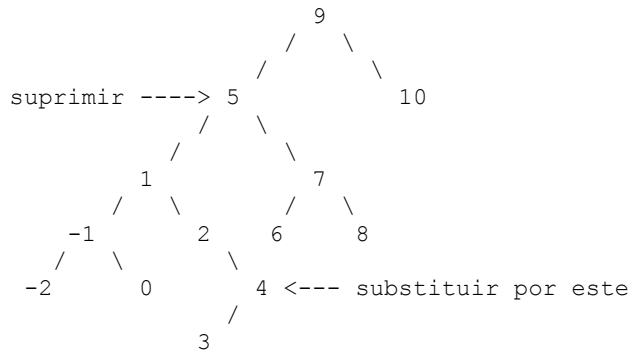 9
/ \
/ \
suprimir ----> 5 10
/ \
/ \
1 7
/ \ / \
-1 2 6 8
/ \ \
-2 0 4 <--- substituir por este
/
3